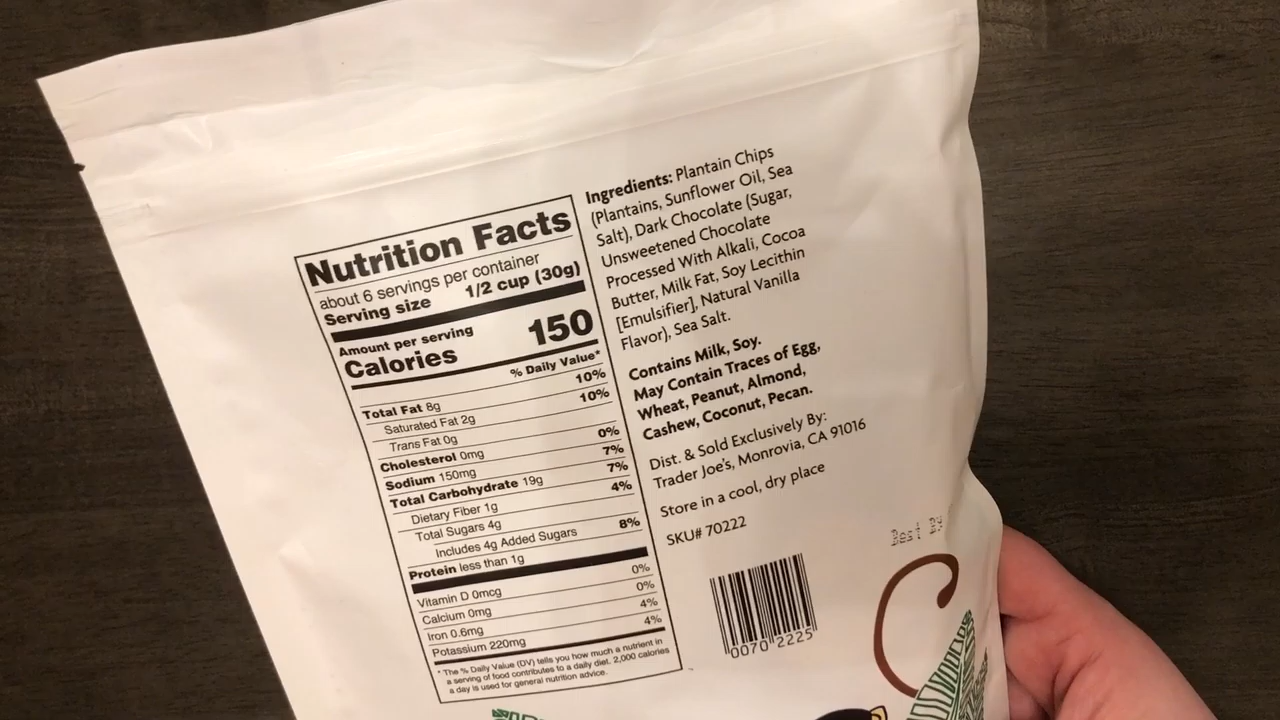 Nutrition Facts
about 6 servings per container
Serving size 1/2 cup (30g)
Amount per serving
Calories 150
% Daily Value*
Total Fat 8g 10%
Saturated Fat 2g 10%
Trans Fat 0g
Cholesterol 0mg 0%
Sodium 150mg 7%
Total Carbohydrate 19g 7%
Dietary Fiber 1g 4%
Total Sugars 4g
Includes 4g Added Sugars 8%
Protein less than 1g
Vitamin D 0mcg 0%
Calcium 0mg 0%
Iron 0.6mg 4%
Potassium 220mg 4%
* The % Daily Value (DV) tells you how much a nutrient in
a serving of food contributes to a daily diet. 2,000 calories
a day is used for general nutrition advice.
Ingredients: Plantain Chips
(Plantains, Sunflower Oil, Sea
Salt), Dark Chocolate (Sugar,
Unsweetened Chocolate
Processed With Alkali, Cocoa
Butter, Milk Fat, Soy Lecithin
[Emulsifier], Natural Vanilla
Flavor), Sea Salt.
Contains Milk, Soy.
May Contain Traces of Egg,
Wheat, Peanut, Almond,
Cashew, Coconut, Pecan.
Dist. & Sold Exclusively By:
Trader Joe's, Monrovia, CA 91016
Store in a cool, dry place
SKU# 70222
Best By
0070 2225